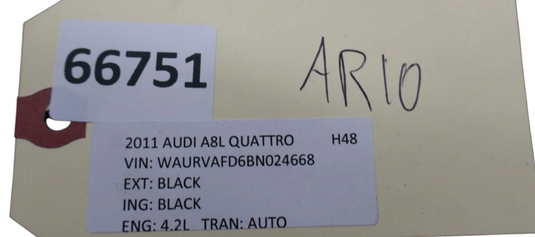 66751
AR10
2011 AUDI A8L QUATTRO H48
VIN: WAURVAFD6BN024668
EXT: BLACK
ING: BLACK
ENG: 4.2L TRAN: AUTO